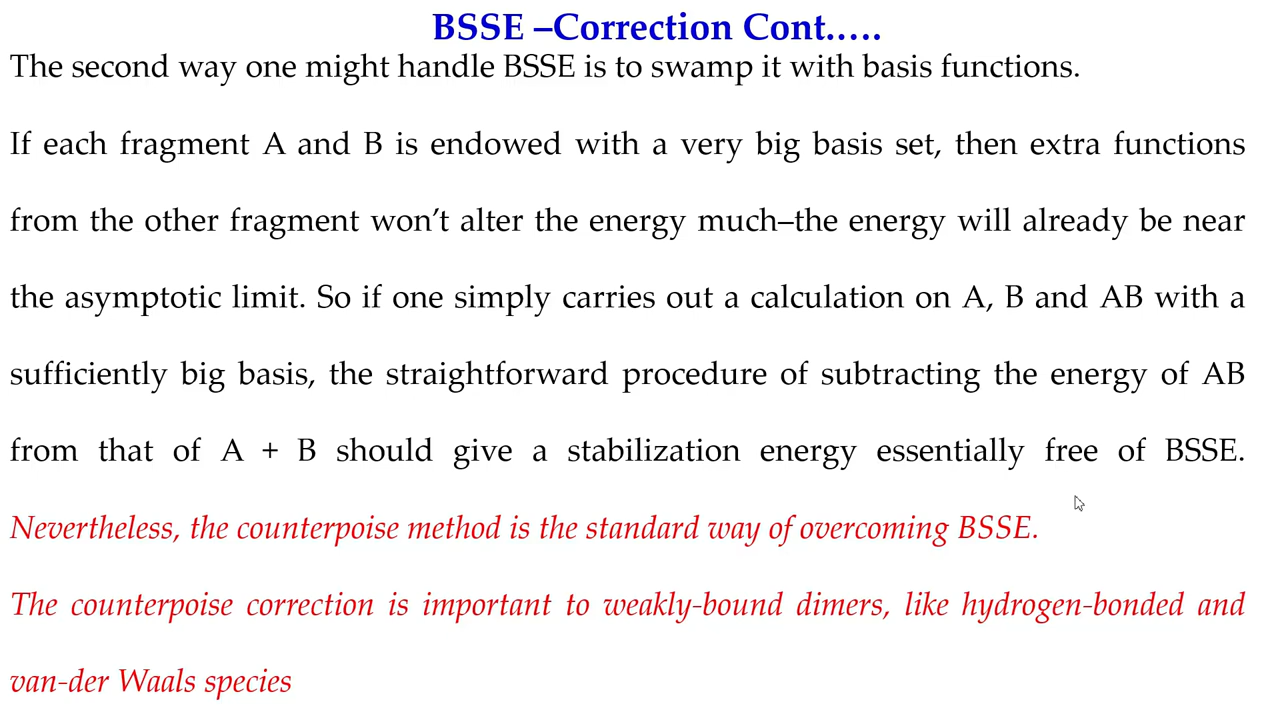 BSSE –Correction Cont.….
The second way one might handle BSSE is to swamp it with basis functions.
If each fragment A and B is endowed with a very big basis set, then extra functions
from the other fragment won’t alter the energy much–the energy will already be near
the asymptotic limit. So if one simply carries out a calculation on A, B and AB with a
sufficiently big basis, the straightforward procedure of subtracting the energy of AB
from that of A + B should give a stabilization energy essentially free of BSSE.
Nevertheless, the counterpoise method is the standard way of overcoming BSSE.
The counterpoise correction is important to weakly-bound dimers, like hydrogen-bonded and
van-der Waals species